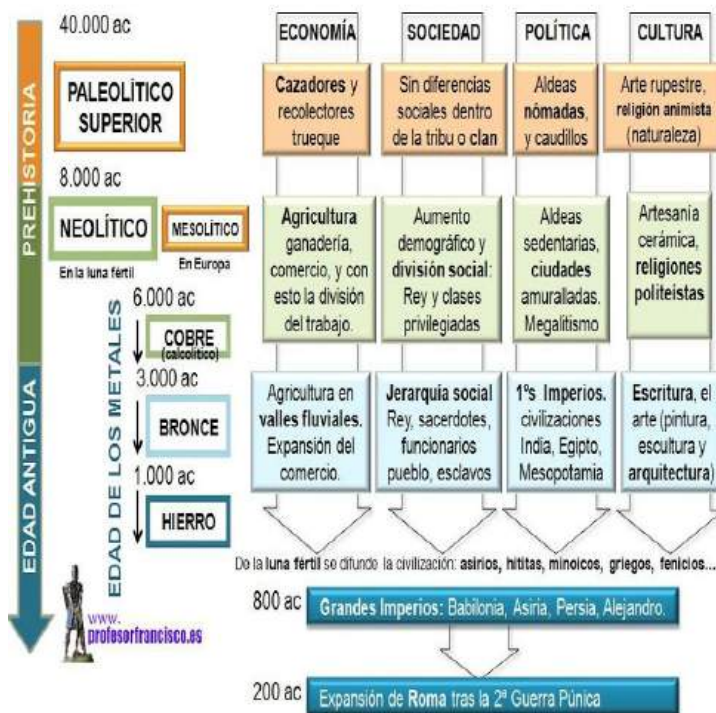 40.000 ac
ECONOMÍA
SOCIEDAD
POLÍTICA
CULTURA
PREHISTORIA
PALEOLÍTICO
SUPERIOR
Cazadores y
recolectores
trueque
Sin diferencias
sociales dentro
de la tribu o clan
Aldeas
nómadas,
y caudillos
Arte rupestre,
religión animista
(naturaleza)
8.000 ac
NEOLÍTICO
En la luna fértil
MESOLÍTICO
En Europa
Agricultura
ganadería,
comercio, y con
esto la división
del trabajo.
Aumento
demográfico y
división social:
Rey y clases
privilegiadas
Aldeas
sedentarias,
ciudades
amuralladas.
Megalitismo
Artesanía
cerámica,
religiones
politeístas
EDAD ANTIGUA
EDAD DE LOS METALES
6.000 ac
COBRE
(calcolítico)
3.000 ac
BRONCE
1.000 ac
HIERRO
Agricultura en
valles fluviales.
Expansión del
comercio.
Jerarquía social
Rey, sacerdotes,
funcionarios
pueblo, esclavos
1ºs Imperios.
civilizaciones
India, Egipto,
Mesopotamia
Escritura, el
arte (pintura,
escultura y
arquitectura)
De la luna fértil se difunde la civilización: asirios, hititas, minoicos, griegos, fenicios...
800 ac
Grandes Imperios: Babilonia, Asiria, Persia, Alejandro.
200 ac
Expansión de Roma tras la 2ª Guerra Púnica
www.
profesorfrancisco.es